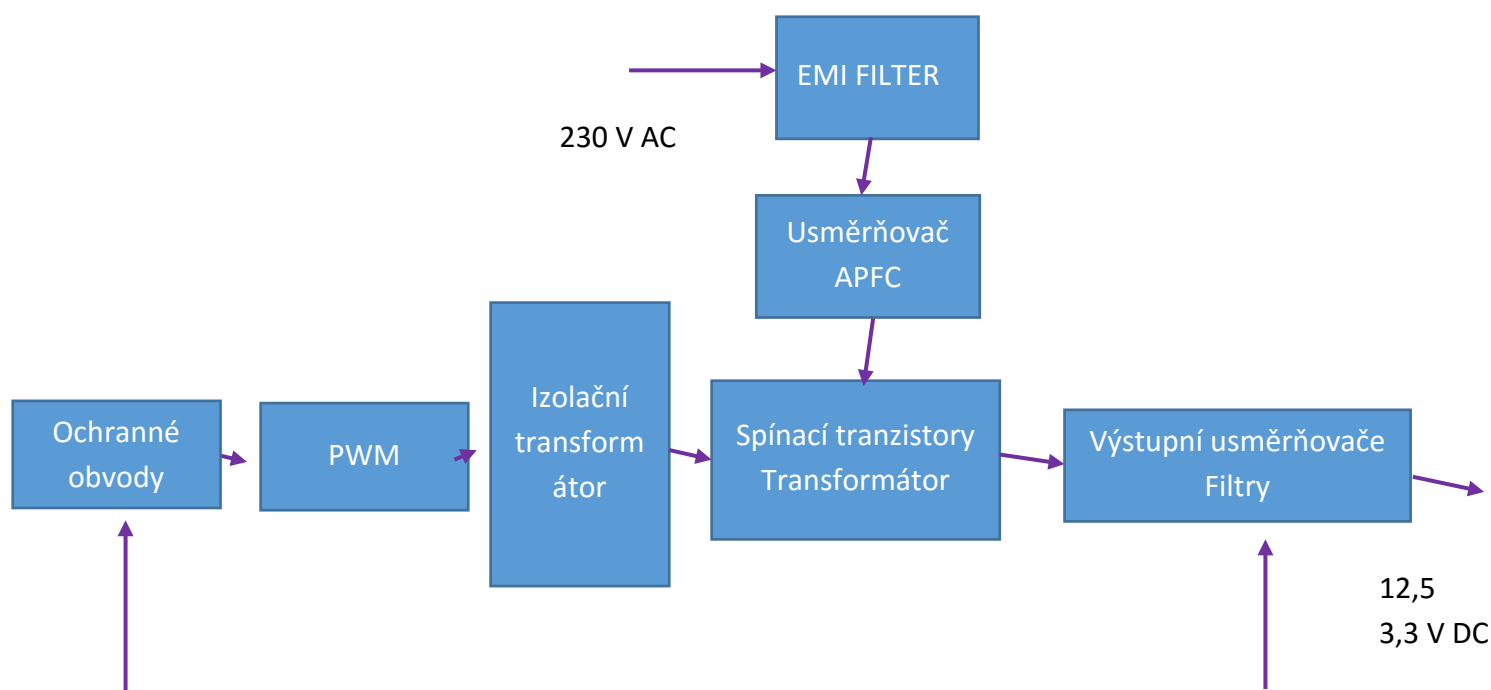 EMI FILTER
230 V AC
Usměrňovač
APFC
Izolační
transform
átor
Ochranné
obvody
PWM
Spínací tranzistory
Transformátor
Výstupní usměrňovače
Filtry
12,5
3,3 V DC